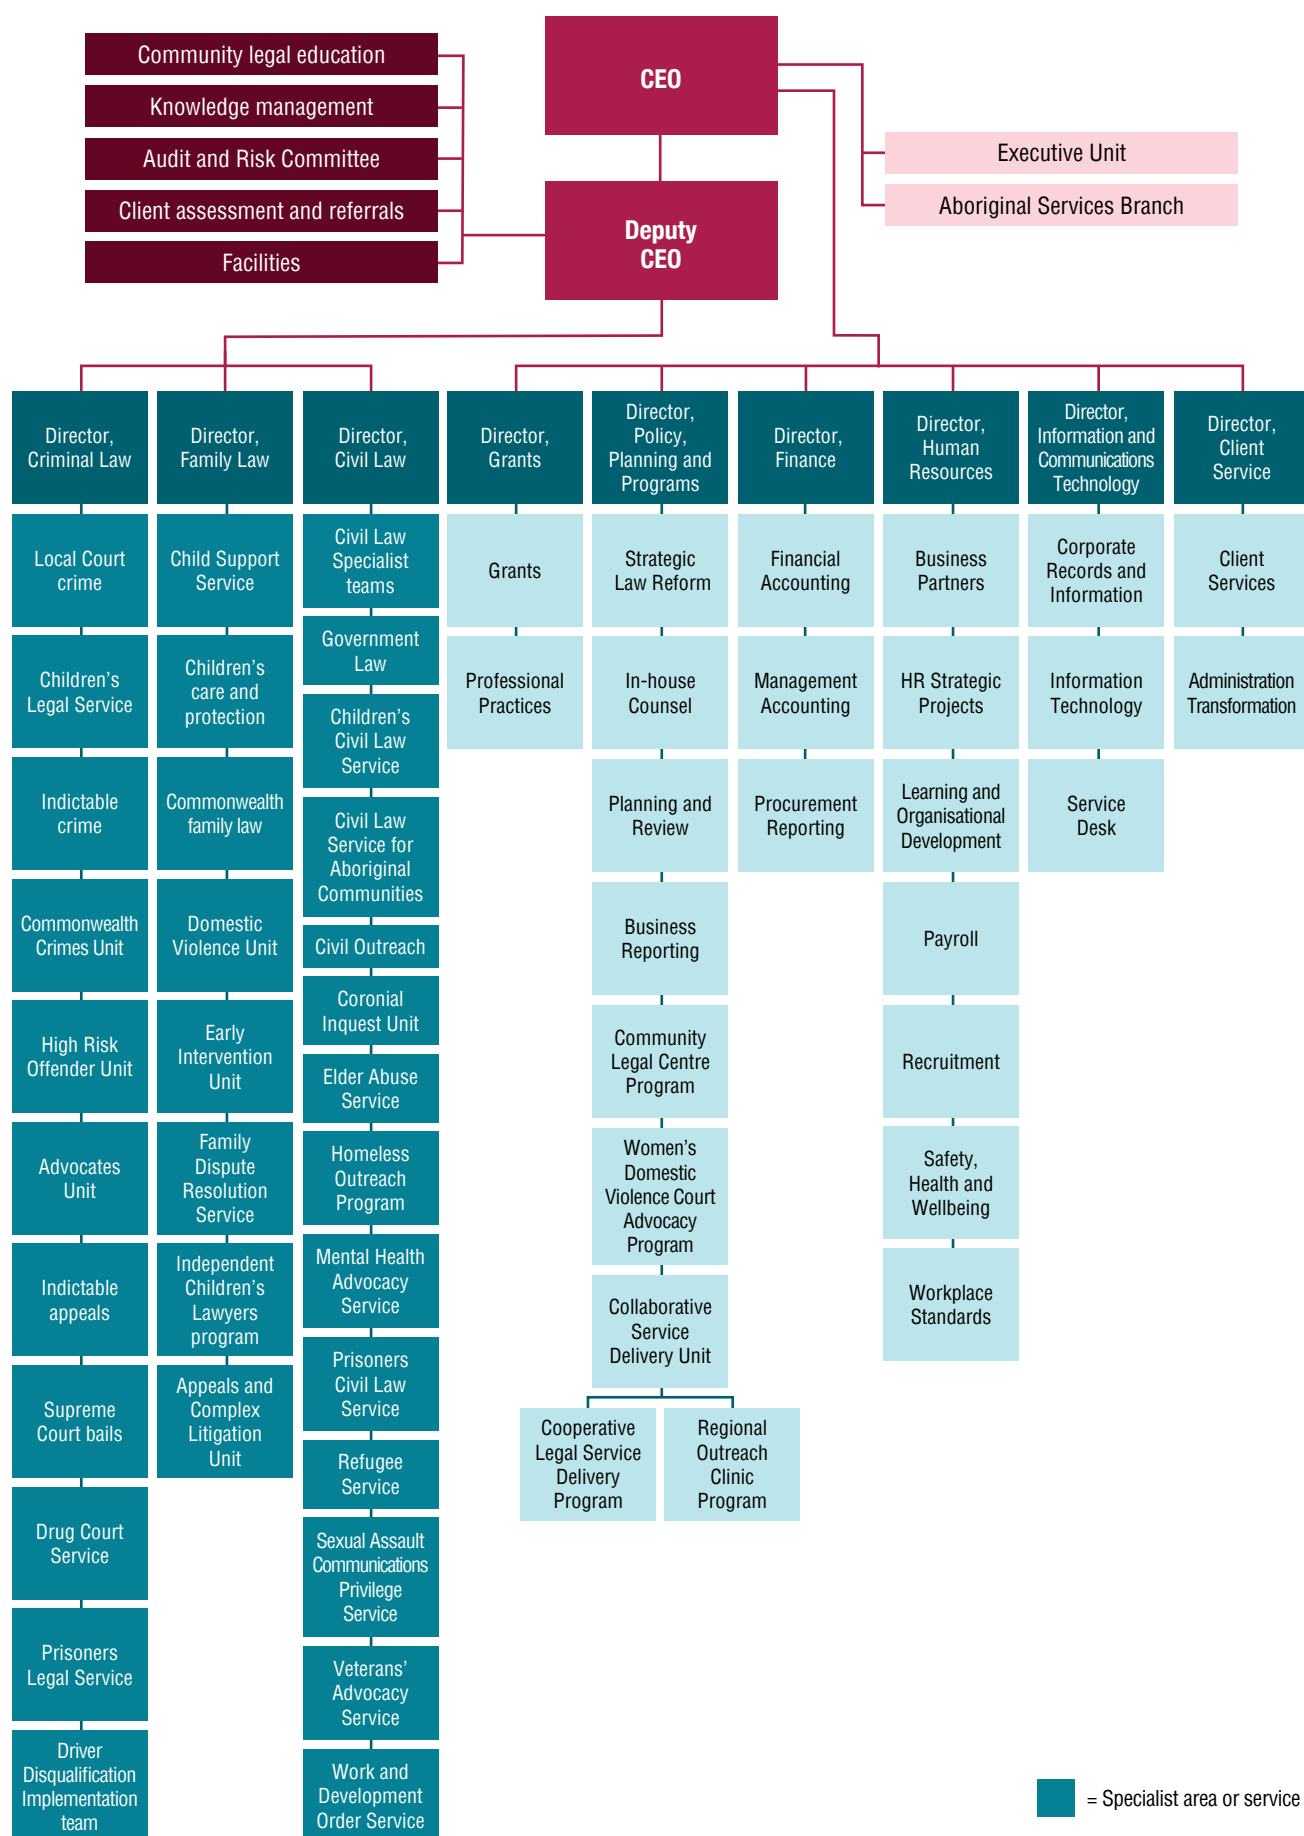 Community legal education
Knowledge management
Audit and Risk Committee
Client assessment and referrals
Facilities
CEO
Deputy
CEO
Executive Unit
Aboriginal Services Branch
Director,
Criminal Law
Local Court
crime
Children's
Legal Service
Indictable
crime
Commonwealth
Crimes Unit
High Risk
Offender Unit
Advocates
Unit
Indictable
appeals
Supreme
Court bails
Drug Court
Service
Prisoners
Legal Service
Driver
Disqualification
Implementation
team
Director,
Family Law
Child Support
Service
Children's
care and
protection
Commonwealth
family law
Domestic
Violence Unit
Early
Intervention
Unit
Family
Dispute
Resolution
Service
Independent
Children's
Lawyers
program
Appeals and
Complex
Litigation
Unit
Director,
Civil Law
Civil Law
Specialist
teams
Government
Law
Children's
Civil Law
Service
Civil Law
Service for
Aboriginal
Communities
Civil Outreach
Coronial
Inquest Unit
Elder Abuse
Service
Homeless
Outreach
Program
Mental Health
Advocacy
Service
Prisoners
Civil Law
Service
Refugee
Service
Sexual Assault
Communications
Privilege
Service
Veterans'
Advocacy
Service
Work and
Development
Order Service
Director,
Grants
Grants
Professional
Practices
Director,
Policy,
Planning and
Programs
Strategic
Law Reform
In-house
Counsel
Planning and
Review
Business
Reporting
Community
Legal Centre
Program
Women's
Domestic
Violence Court
Advocacy
Program
Collaborative
Service
Delivery Unit
Cooperative
Legal Service
Delivery
Program
Regional
Outreach
Clinic
Program
Director,
Finance
Financial
Accounting
Management
Accounting
Procurement
Reporting
Director,
Human
Resources
Business
Partners
HR Strategic
Projects
Learning and
Organisational
Development
Payroll
Recruitment
Safety,
Health and
Wellbeing
Workplace
Standards
Director,
Information and
Communications
Technology
Corporate
Records and
Information
Information
Technology
Service
Desk
Director,
Client
Service
Client
Services
Administration
Transformation
= Specialist area or service